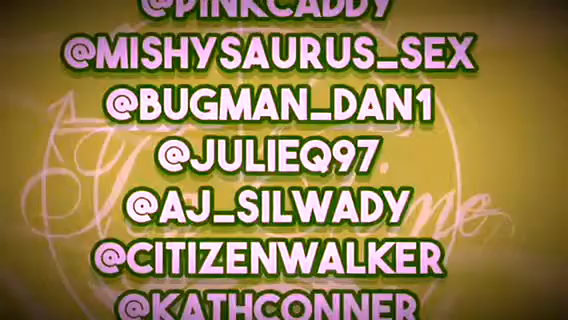 @PINKCADDY
@MISHYSAURUS_SEX
@BUGMAN_DAN1
@JULIEQ97
@AJ_SILWADY
@CITIZENWALKER
@KATHCONNER